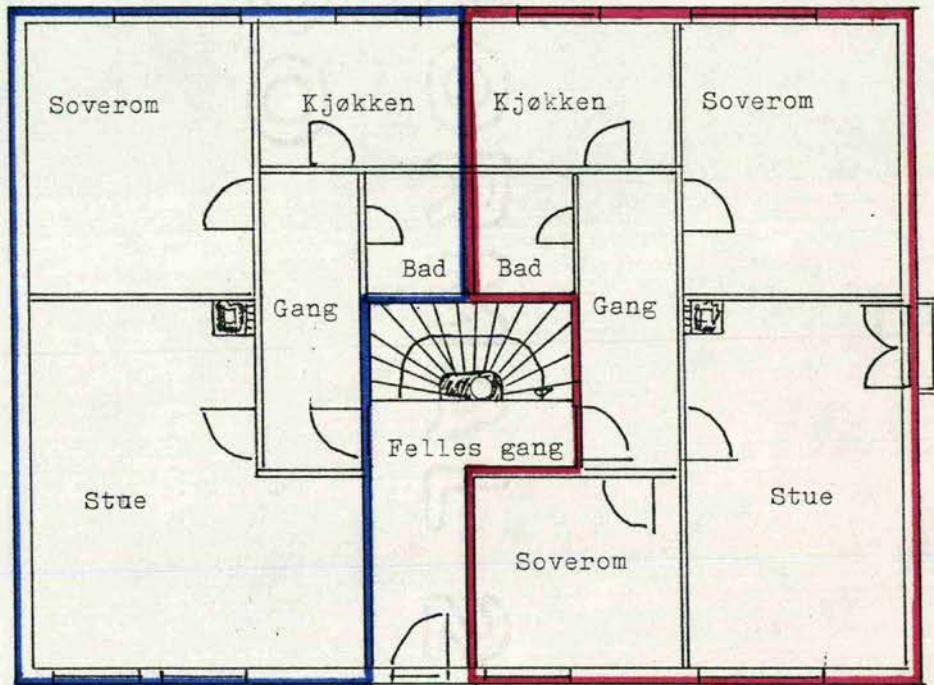 Soverom
Kjøkken
Kjøkken
Soverom
Bad
Bad
Gang
Gang
Felles gang
Stue
Stue
Soverom